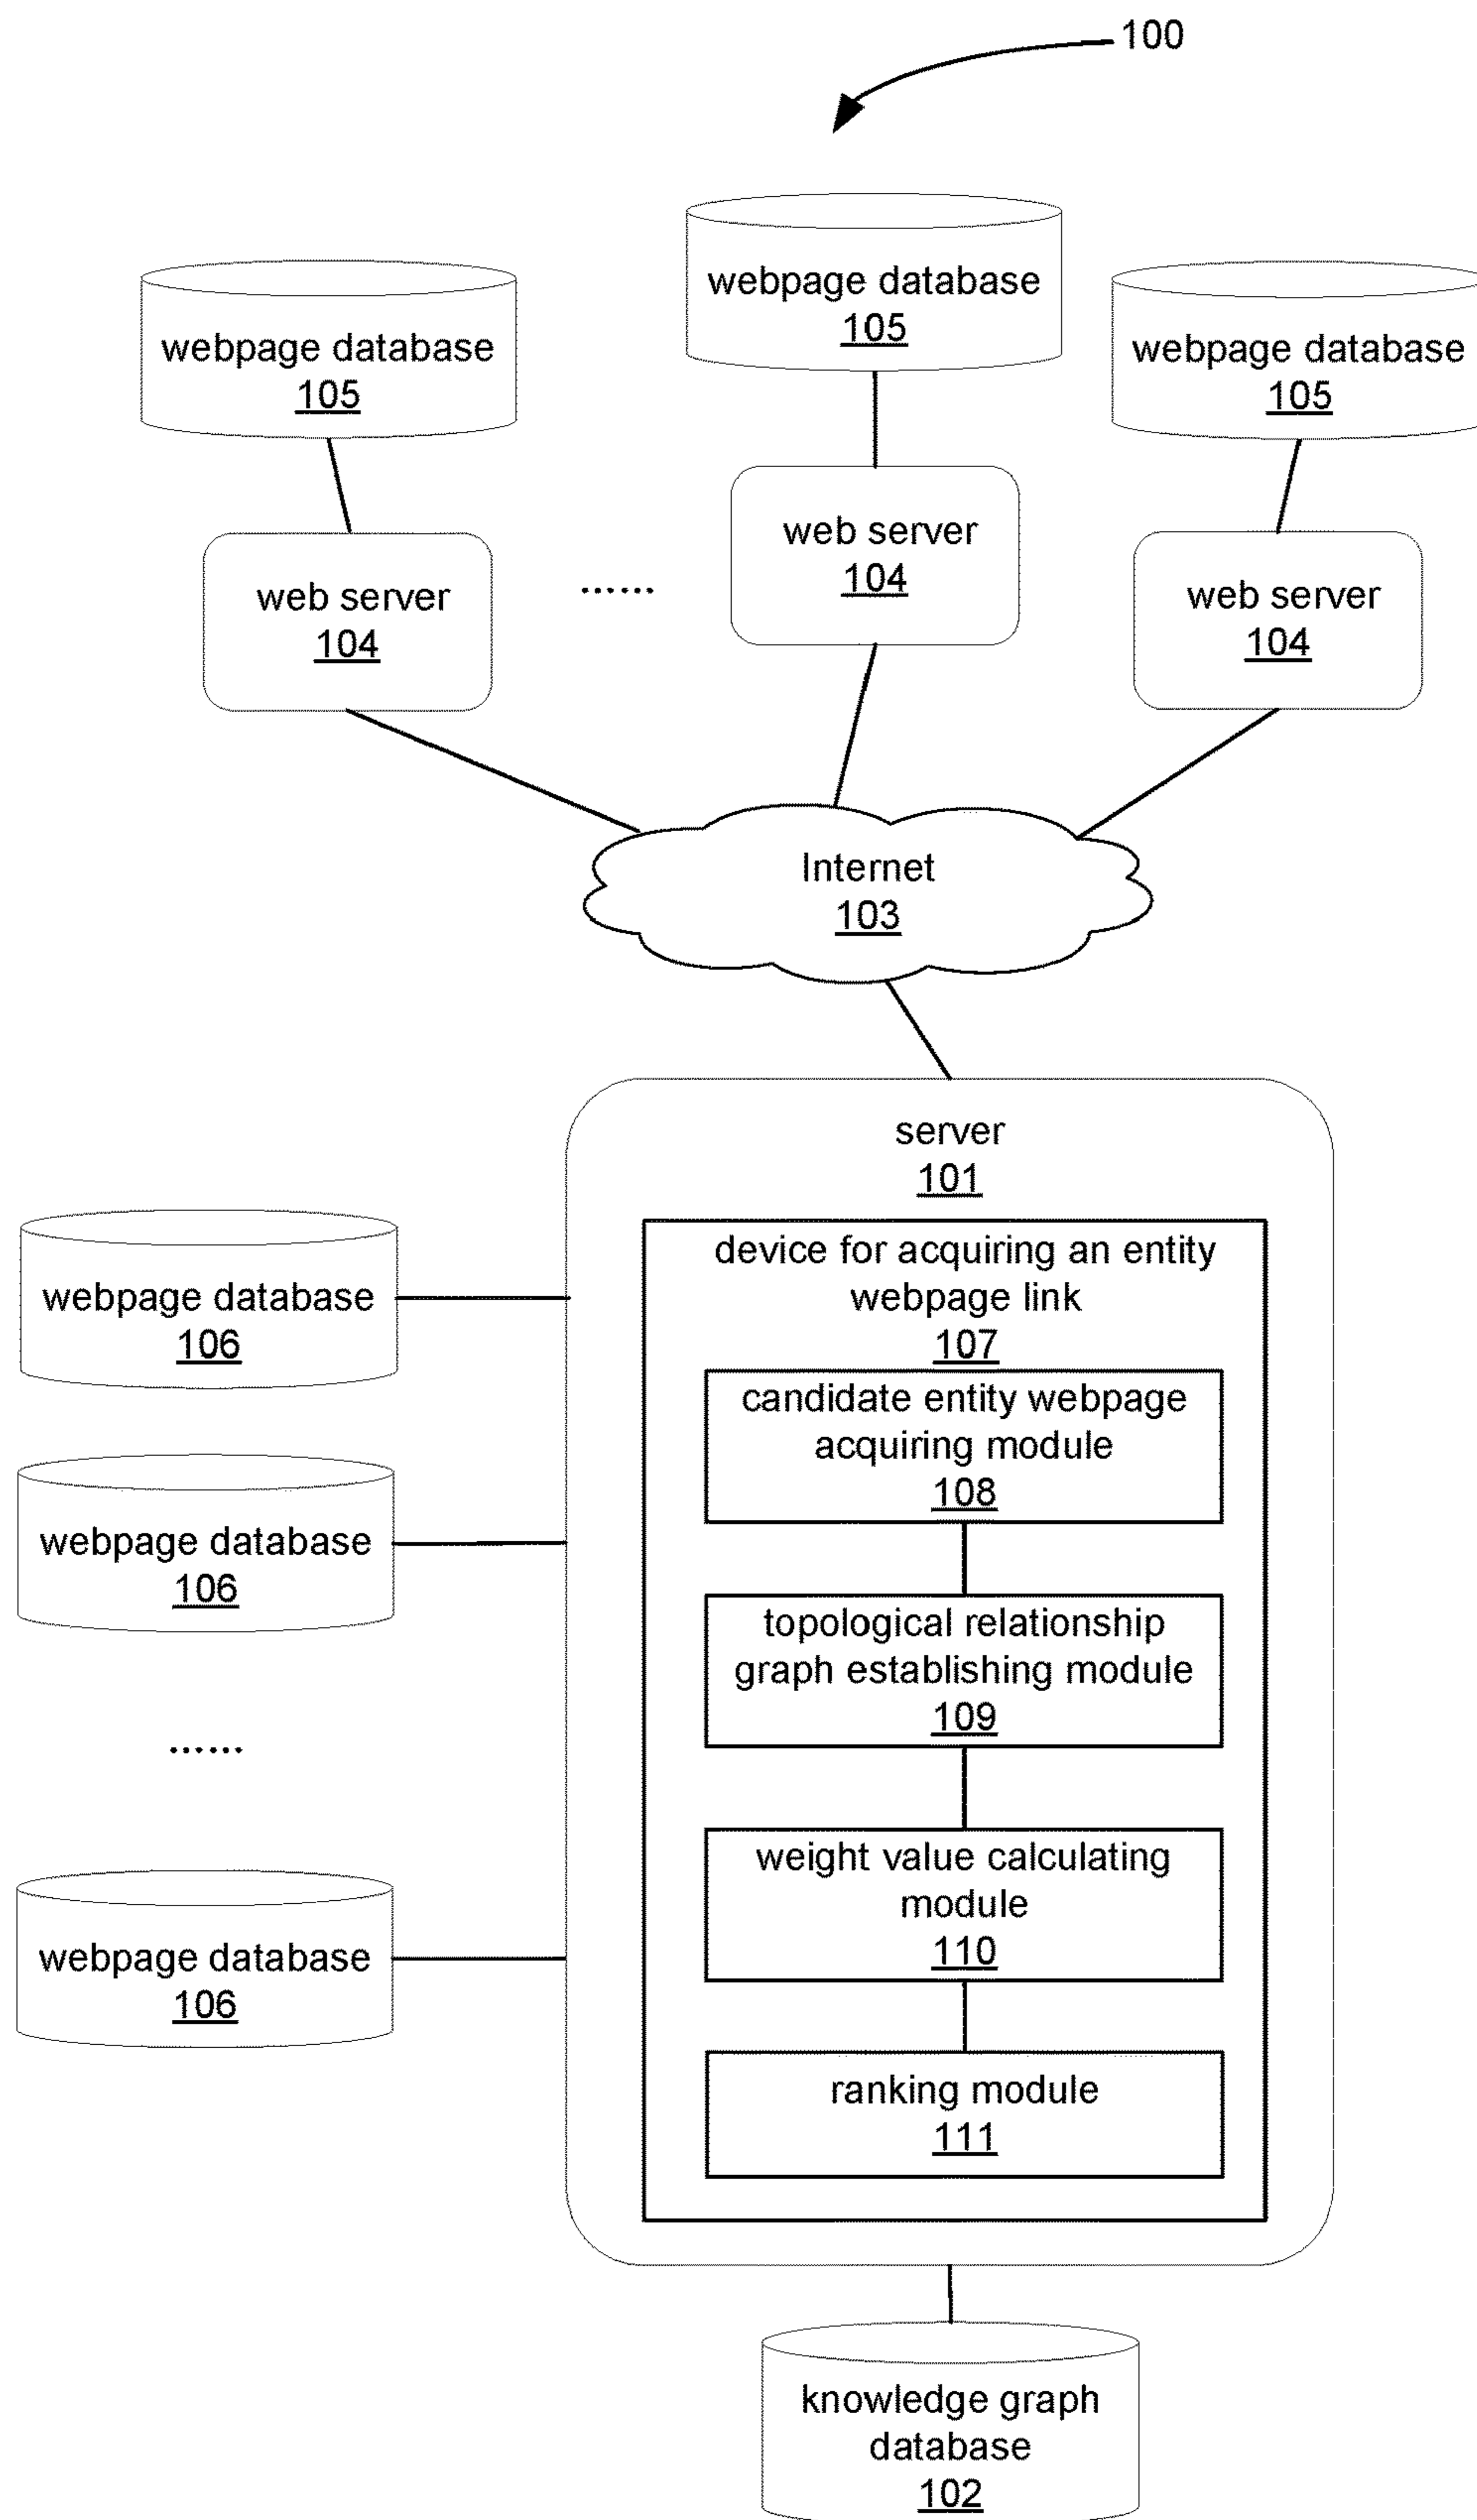 100
webpage database
105
webpage database
105
webpage database
105
web server
104
......
web server
104
web server
104
Internet
103
server
101
device for acquiring an entity
webpage link
107
candidate entity webpage
acquiring module
108
topological relationship
graph establishing module
109
weight value calculating
module
110
ranking module
111
webpage database
106
webpage database
106
......
webpage database
106
knowledge graph
database
102